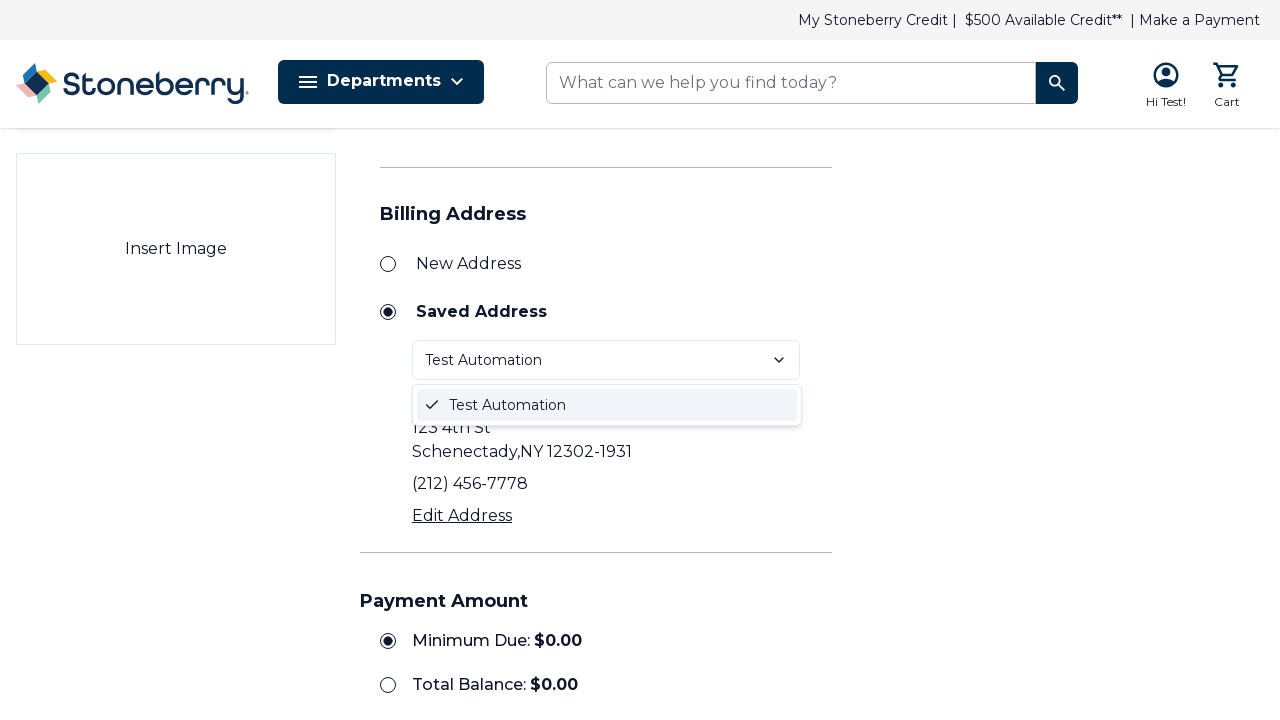 My Stoneberry Credit | $500 Available Credit** | Make a Payment
Stoneberry
Departments
What can we help you find today?
Hi Test!
Cart
Insert Image
Billing Address
New Address
Saved Address
Test Automation
Test Automation
123 4th St
Schenectady,NY 12302-1931
(212) 456-7778
Edit Address
Payment Amount
Minimum Due: $0.00
Total Balance: $0.00